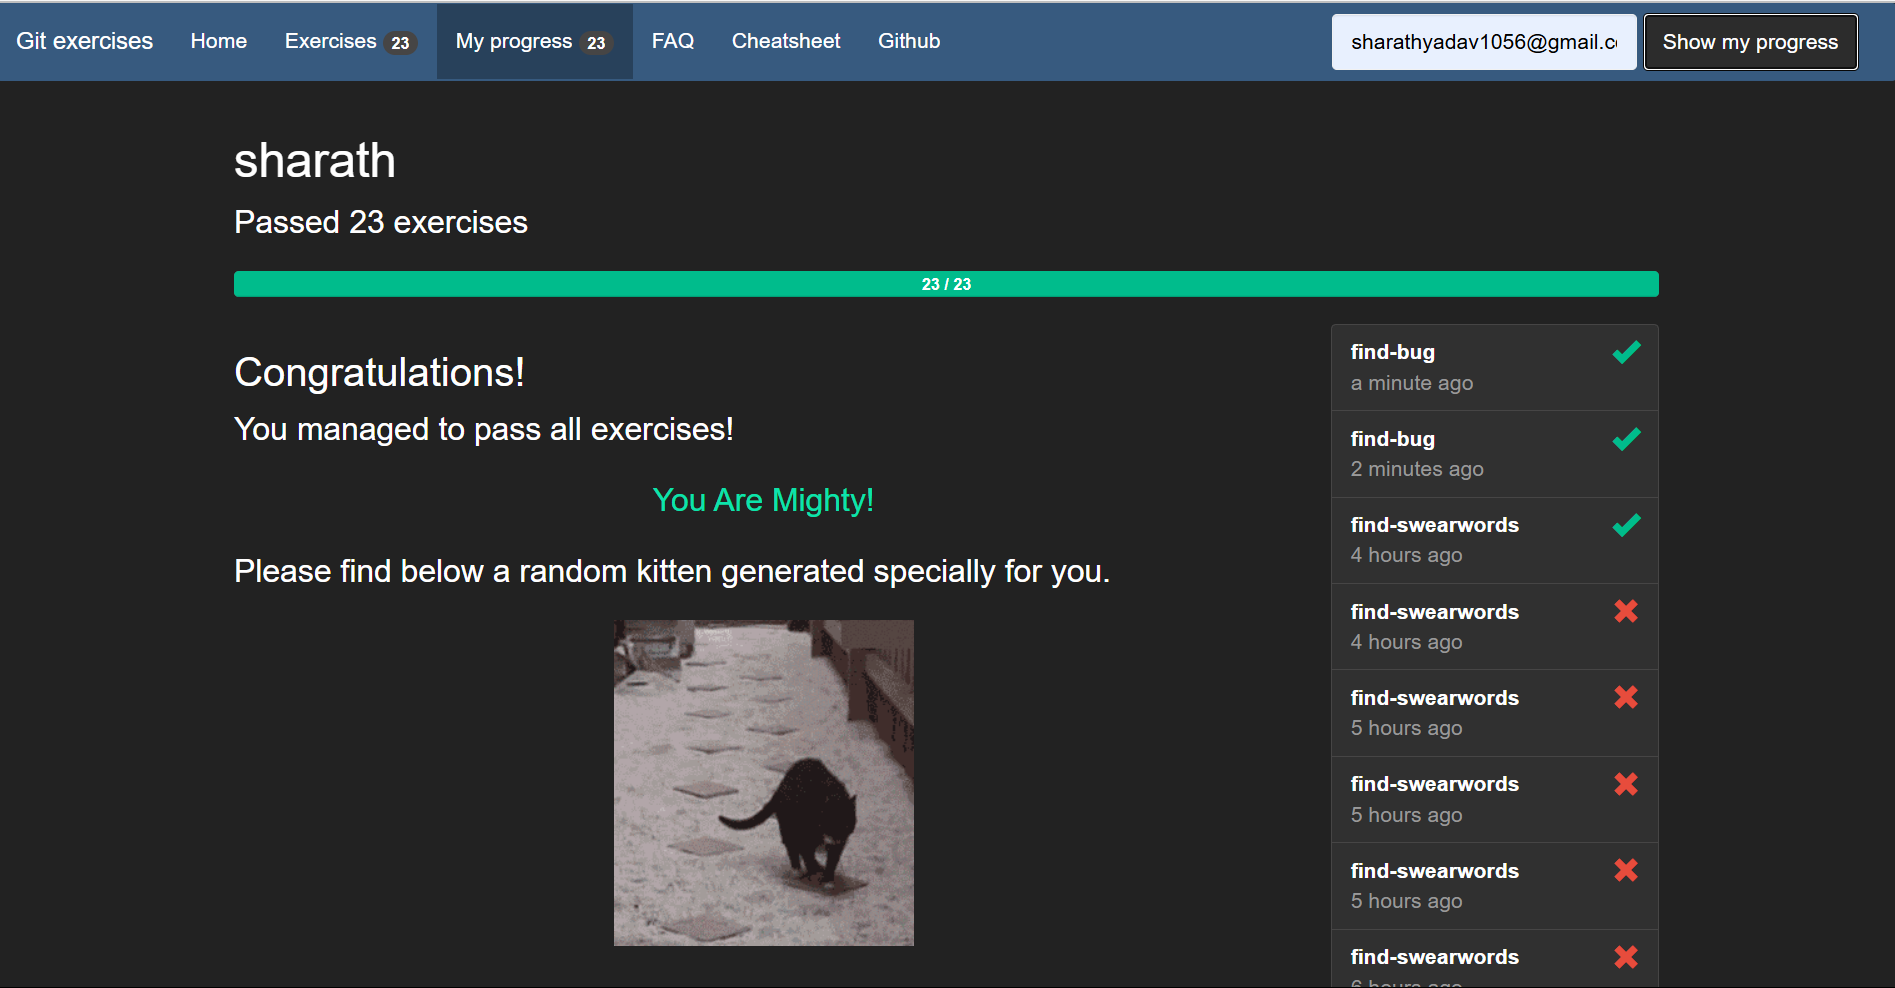 Git exercises Home Exercises 23 My progress 23 FAQ Cheatsheet Github sharathyadav1056@gmail.c Show my progress
sharath
Passed 23 exercises
23 / 23
Congratulations!
You managed to pass all exercises!
You Are Mighty!
Please find below a random kitten generated specially for you.
find-bug
a minute ago
find-bug
2 minutes ago
find-swearwords
4 hours ago
find-swearwords
4 hours ago
find-swearwords
5 hours ago
find-swearwords
5 hours ago
find-swearwords
5 hours ago
find-swearwords
6 hours ago